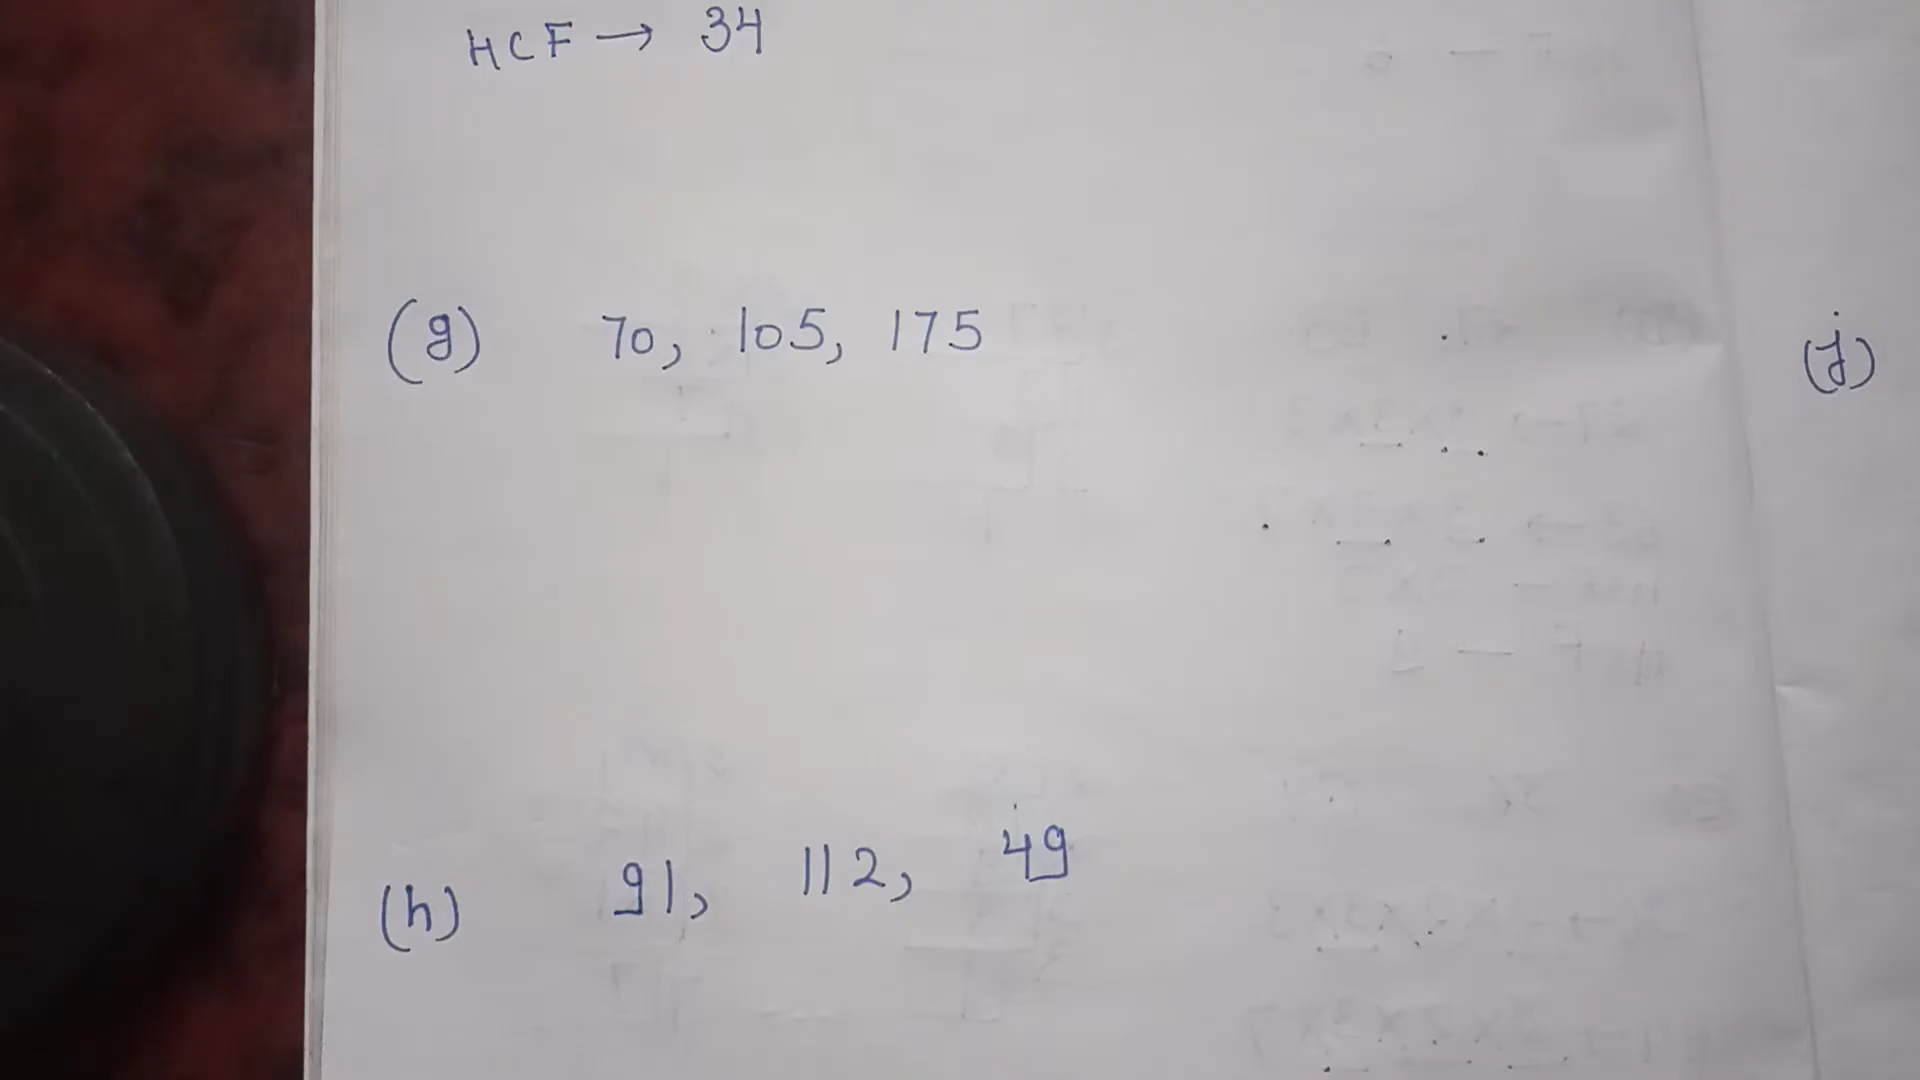 HCF → 34
(g) 70, 105, 175
(j)
(h) 91, 112, 49